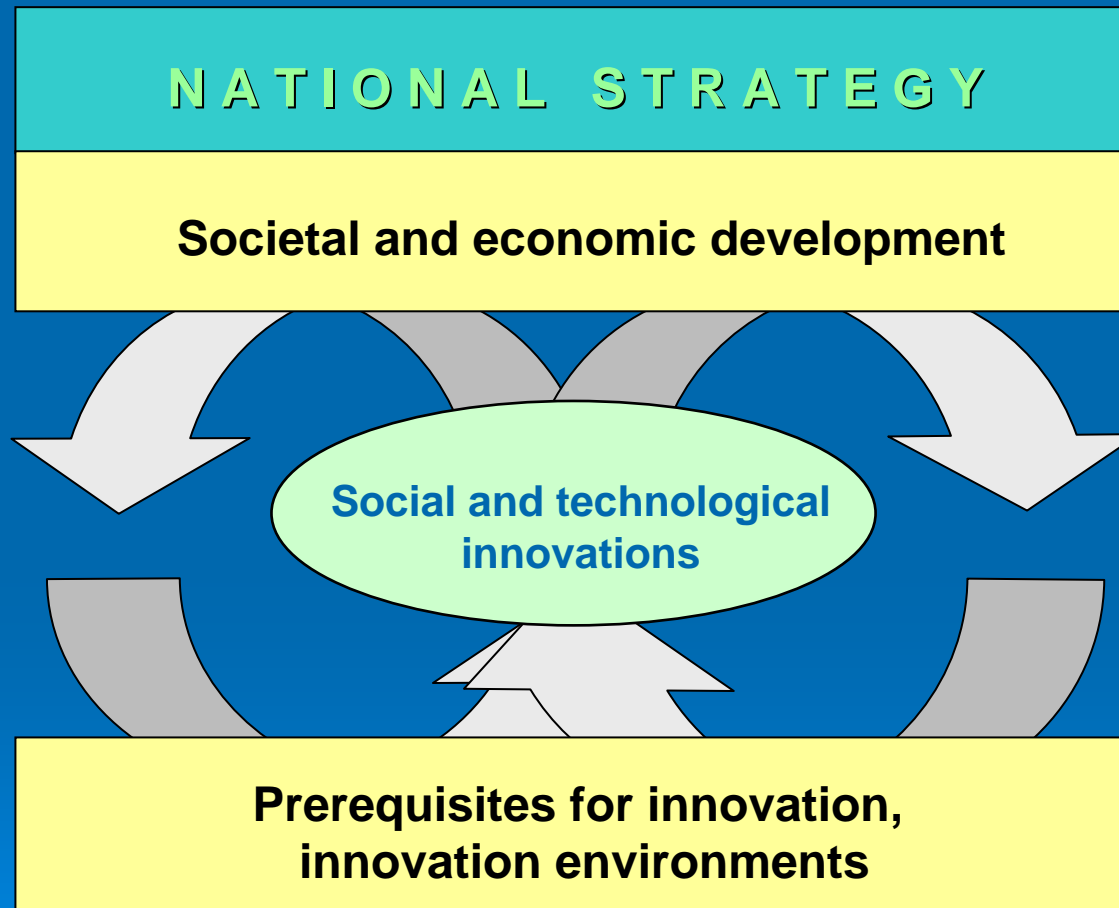 NATIONAL STRATEGY
Societal and economic development
Social and technological
innovations
Prerequisites for innovation,
innovation environments